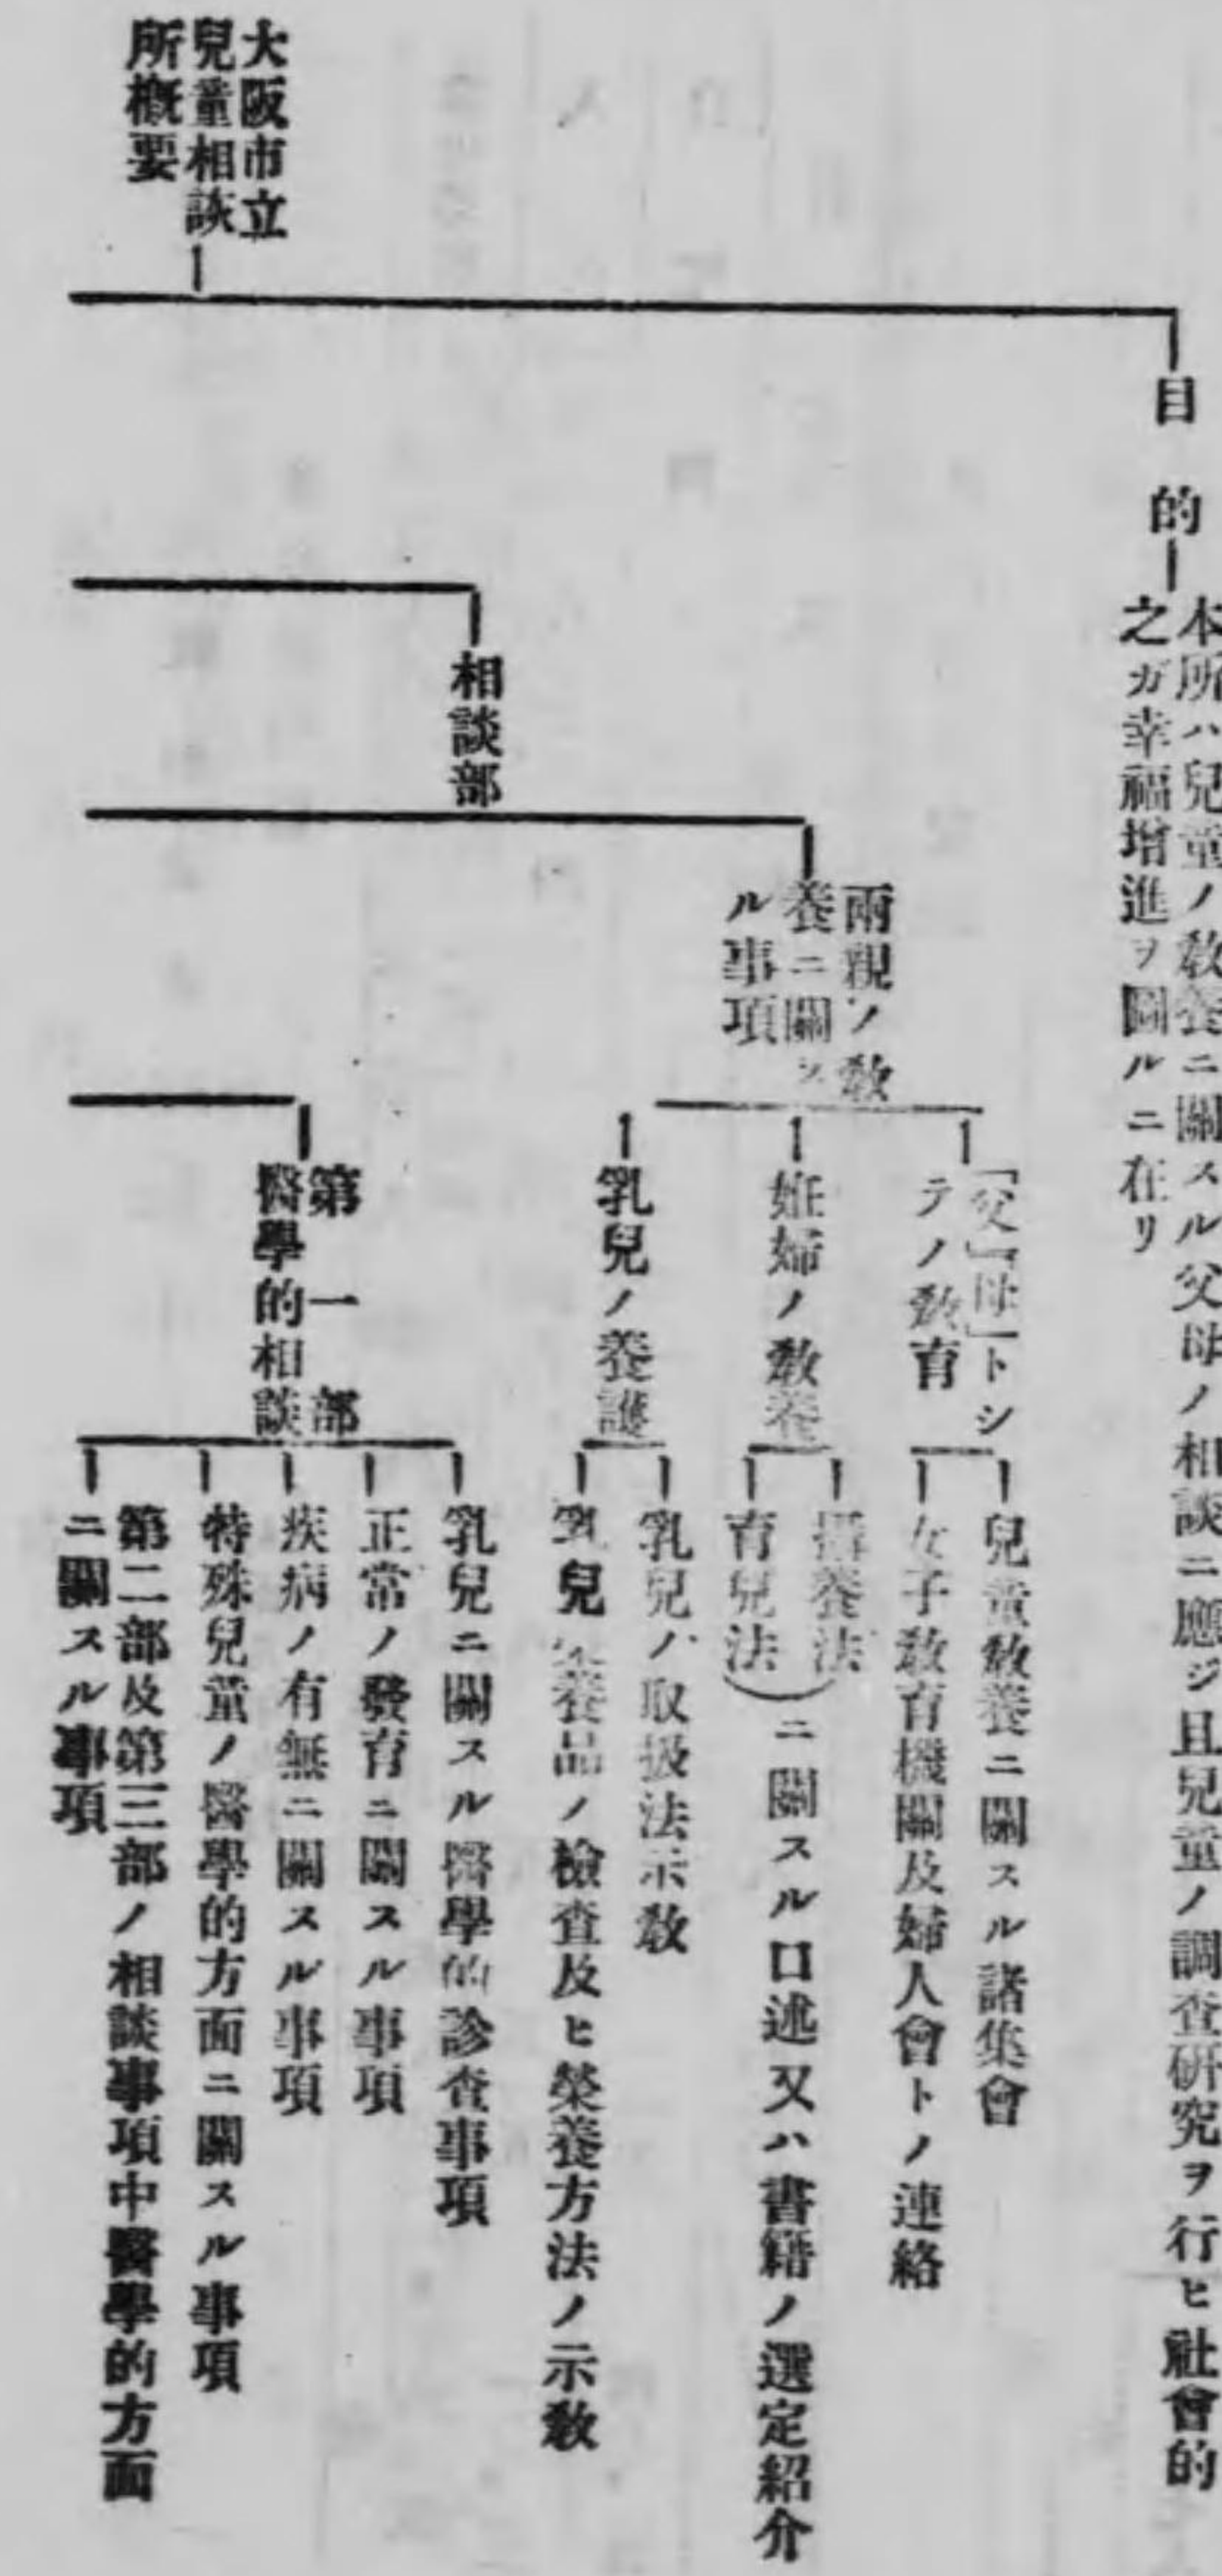 目的
本所ハ兒童ノ敎養ニ關スル父母ノ相談ニ應ジ且兒童ノ調査硏究ヲ行ヒ社會的
之ガ幸福增進ヲ圖ルニ在リ
大阪市立
兒童相談
所槪要
相談部
兩親ノ敎
養ニ關ス
ル事項
「父」「母」トシ
テノ敎育
兒童敎養ニ關スル諸集會
女子敎育機關及婦人會トノ連絡
姙婦ノ敎養
攝養法
育兒法
ニ關スル口述又ハ書籍ノ選定紹介
乳兒ノ養護
乳兒ノ取扱法示敎
乳兒榮養品ノ檢査及ヒ榮養方法ノ示敎
第一部
醫學的相談
乳兒ニ關スル醫學的診査事項
正常ノ發育ニ關スル事項
疾病ノ有無ニ關スル事項
特殊兒童ノ醫學的方面ニ關スル事項
第二部及第三部ノ相談事項中醫學的方面
ニ關スル事項